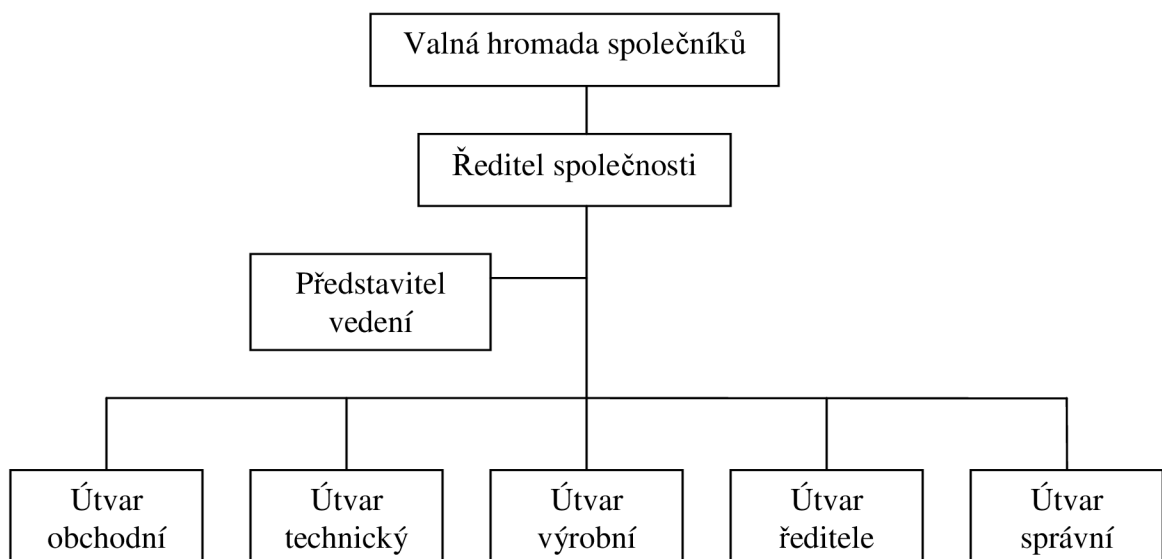 Valná hromada společníků
Ředitel společnosti
Představitel
vedení
Útvar
obchodní
Útvar
technický
Útvar
výrobní
Útvar
ředitele
Útvar
správní